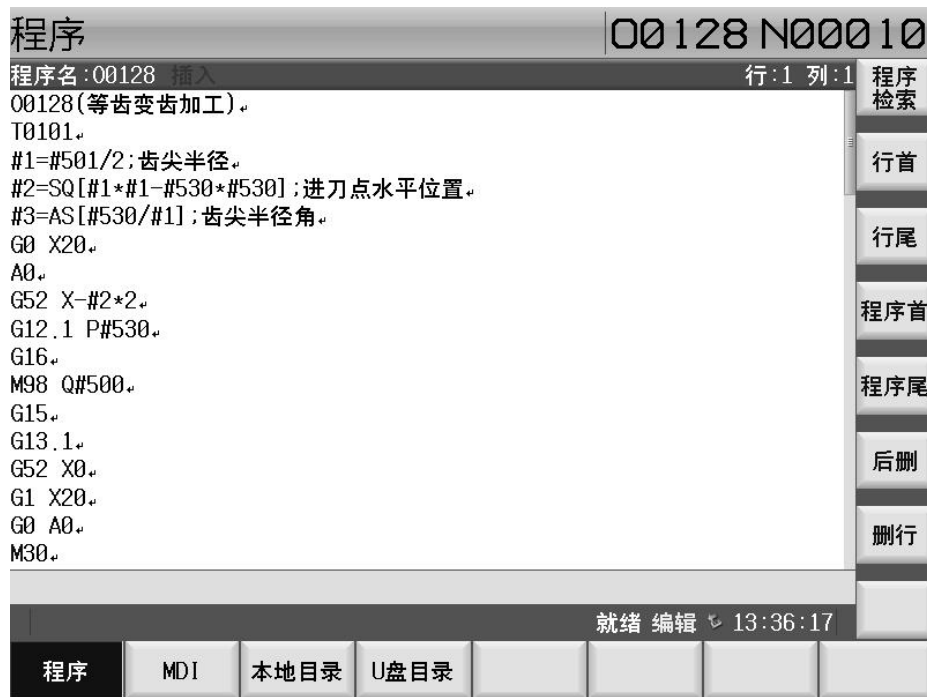 程序
O0128 N00010
程序名:O0128 插入 行:1 列:1
O0128(等齿变齿加工)
T0101
#1=#501/2;齿尖半径
#2=SQ[#1*#1-#530*#530];进刀点水平位置
#3=AS[#530/#1];齿尖半径角
G0 X20
A0
G52 X-#2*2
G12.1 P#530
G16
M98 Q#500
G15
G13.1
G52 X0
G1 X20
G0 A0
M30
程序
检索
行首
行尾
程序首
程序尾
后删
删行
就绪 编辑 13:36:17
程序 MDI 本地目录 U盘目录